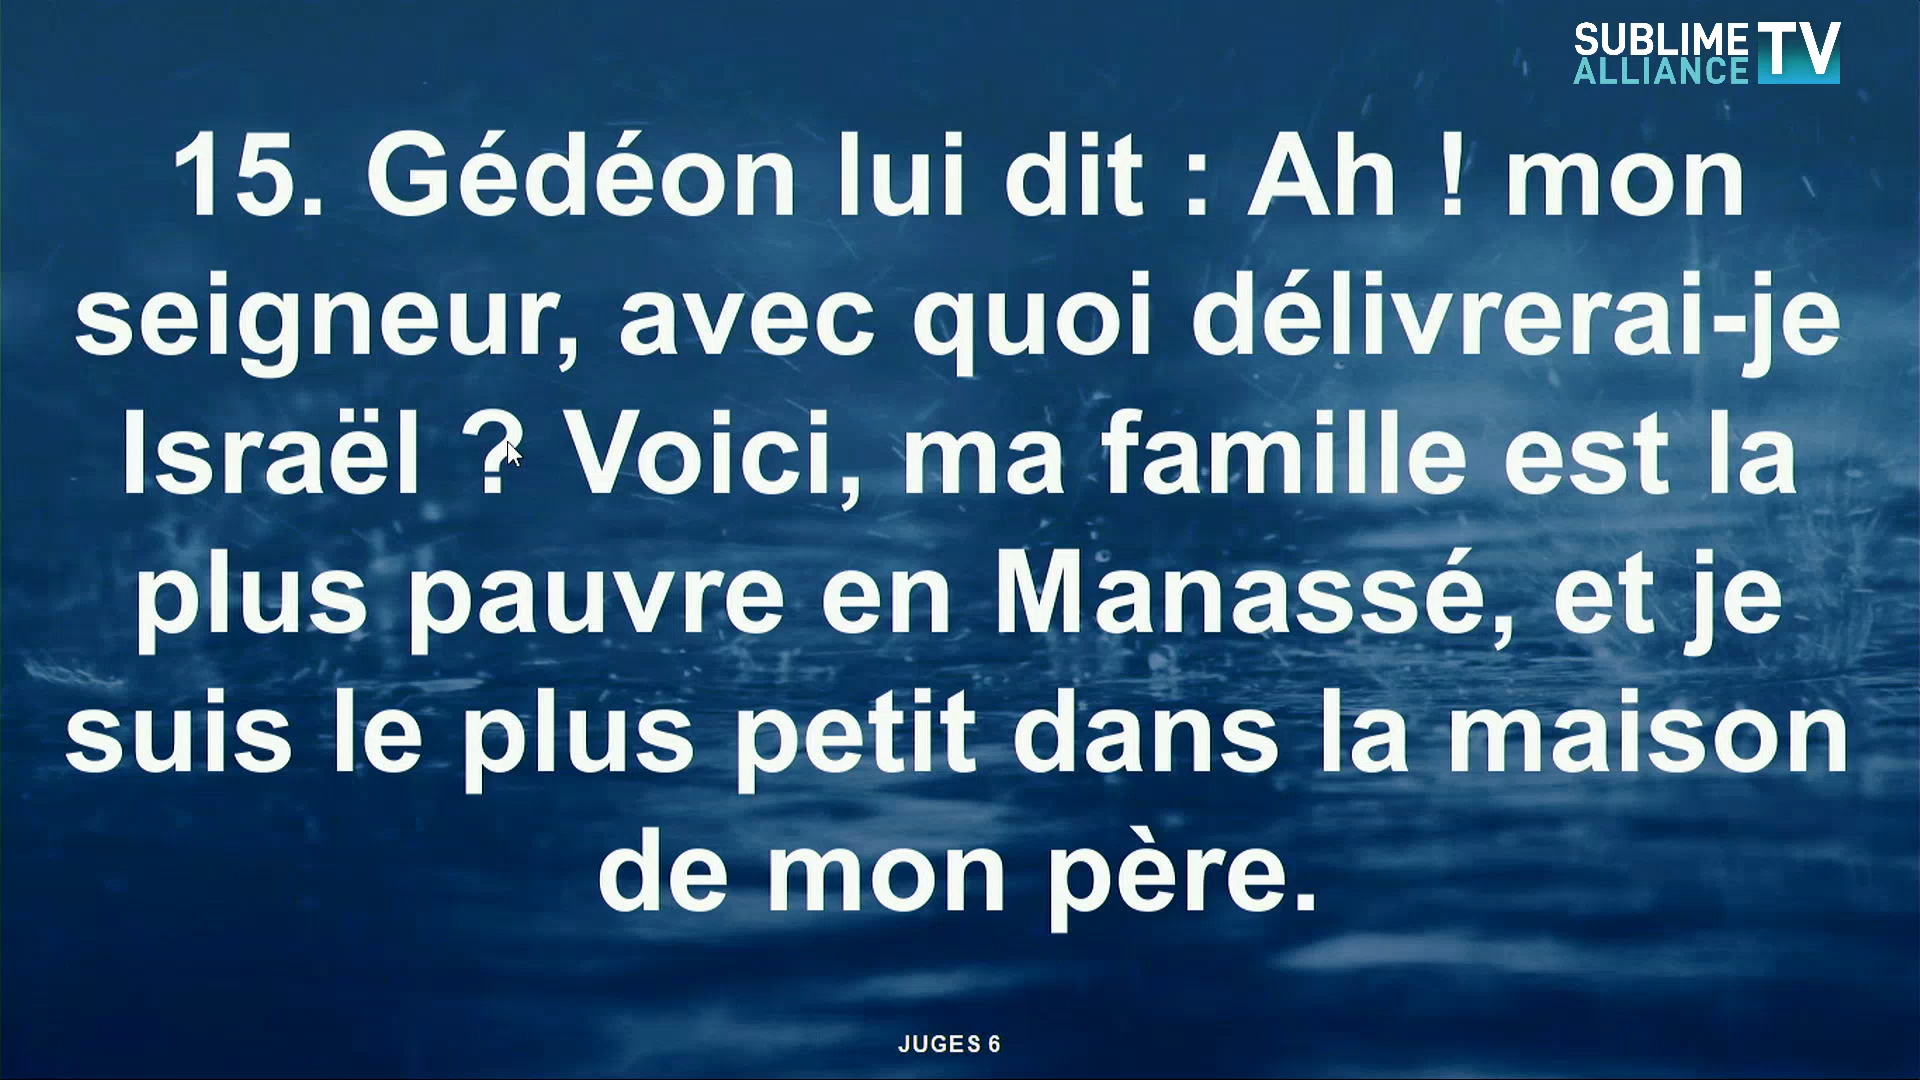 SUBLIME
ALLIANCE TV
15. Gédéon lui dit : Ah ! mon
seigneur, avec quoi délivrerai-je
Israël ? Voici, ma famille est la
plus pauvre en Manassé, et je
suis le plus petit dans la maison
de mon père.
JUGES 6